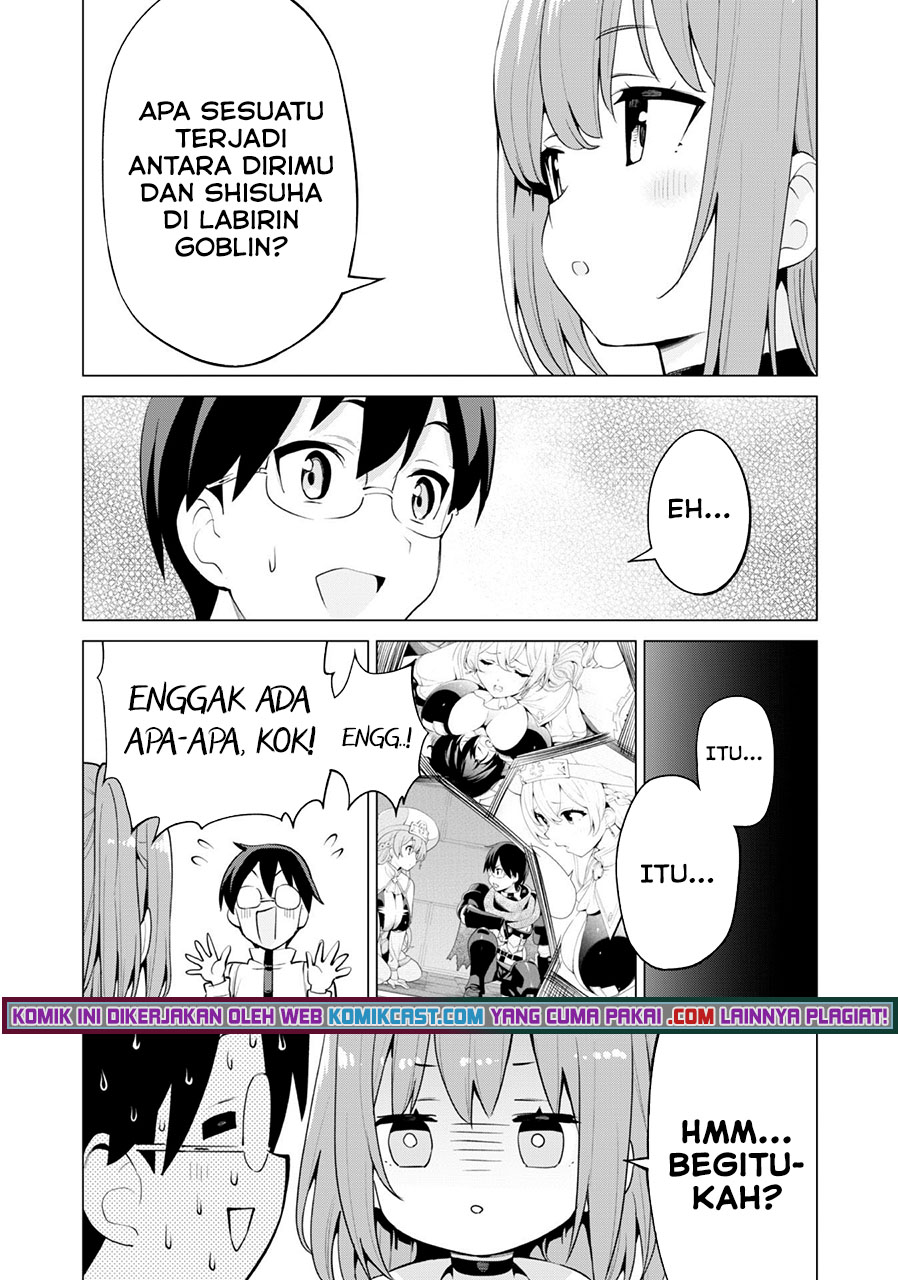 APA SESUATU
TERJADI
ANTARA DIRIMU
DAN SHISUHA
DI LABIRIN
GOBLIN?
EH...
ITU...
ITU...
ENGG..!
ENGGAK ADA
APA-APA, KOK!
KOMIK INI DIKERJAKAN OLEH WEB KOMIKCAST.COM YANG CUMA PAKAI .COM LAINNYA PLAGIAT!
HMM...
BEGITU-
KAH?